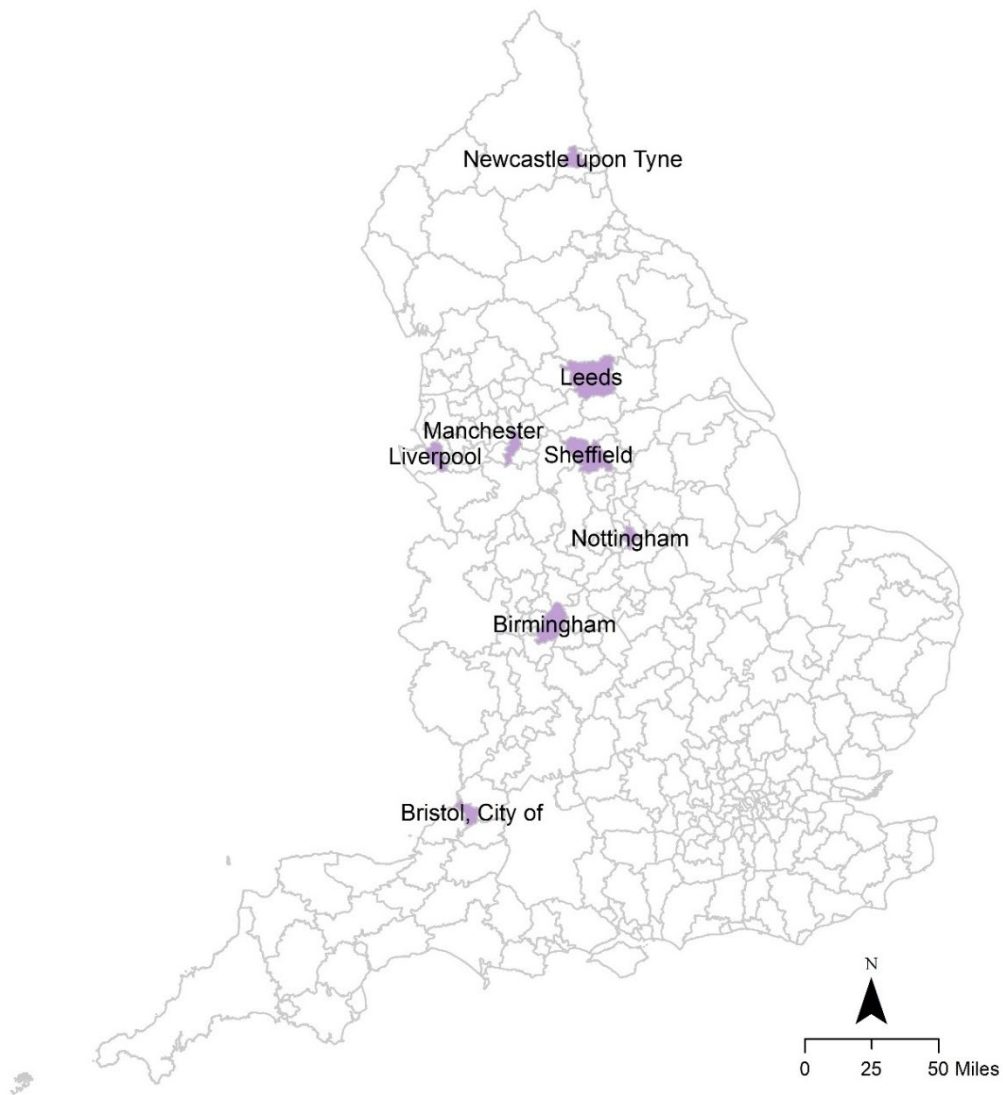 Newcastle upon Tyne
Leeds
Manchester
Liverpool
Sheffield
Nottingham
Birmingham
Bristol, City of
N
0 25 50 Miles